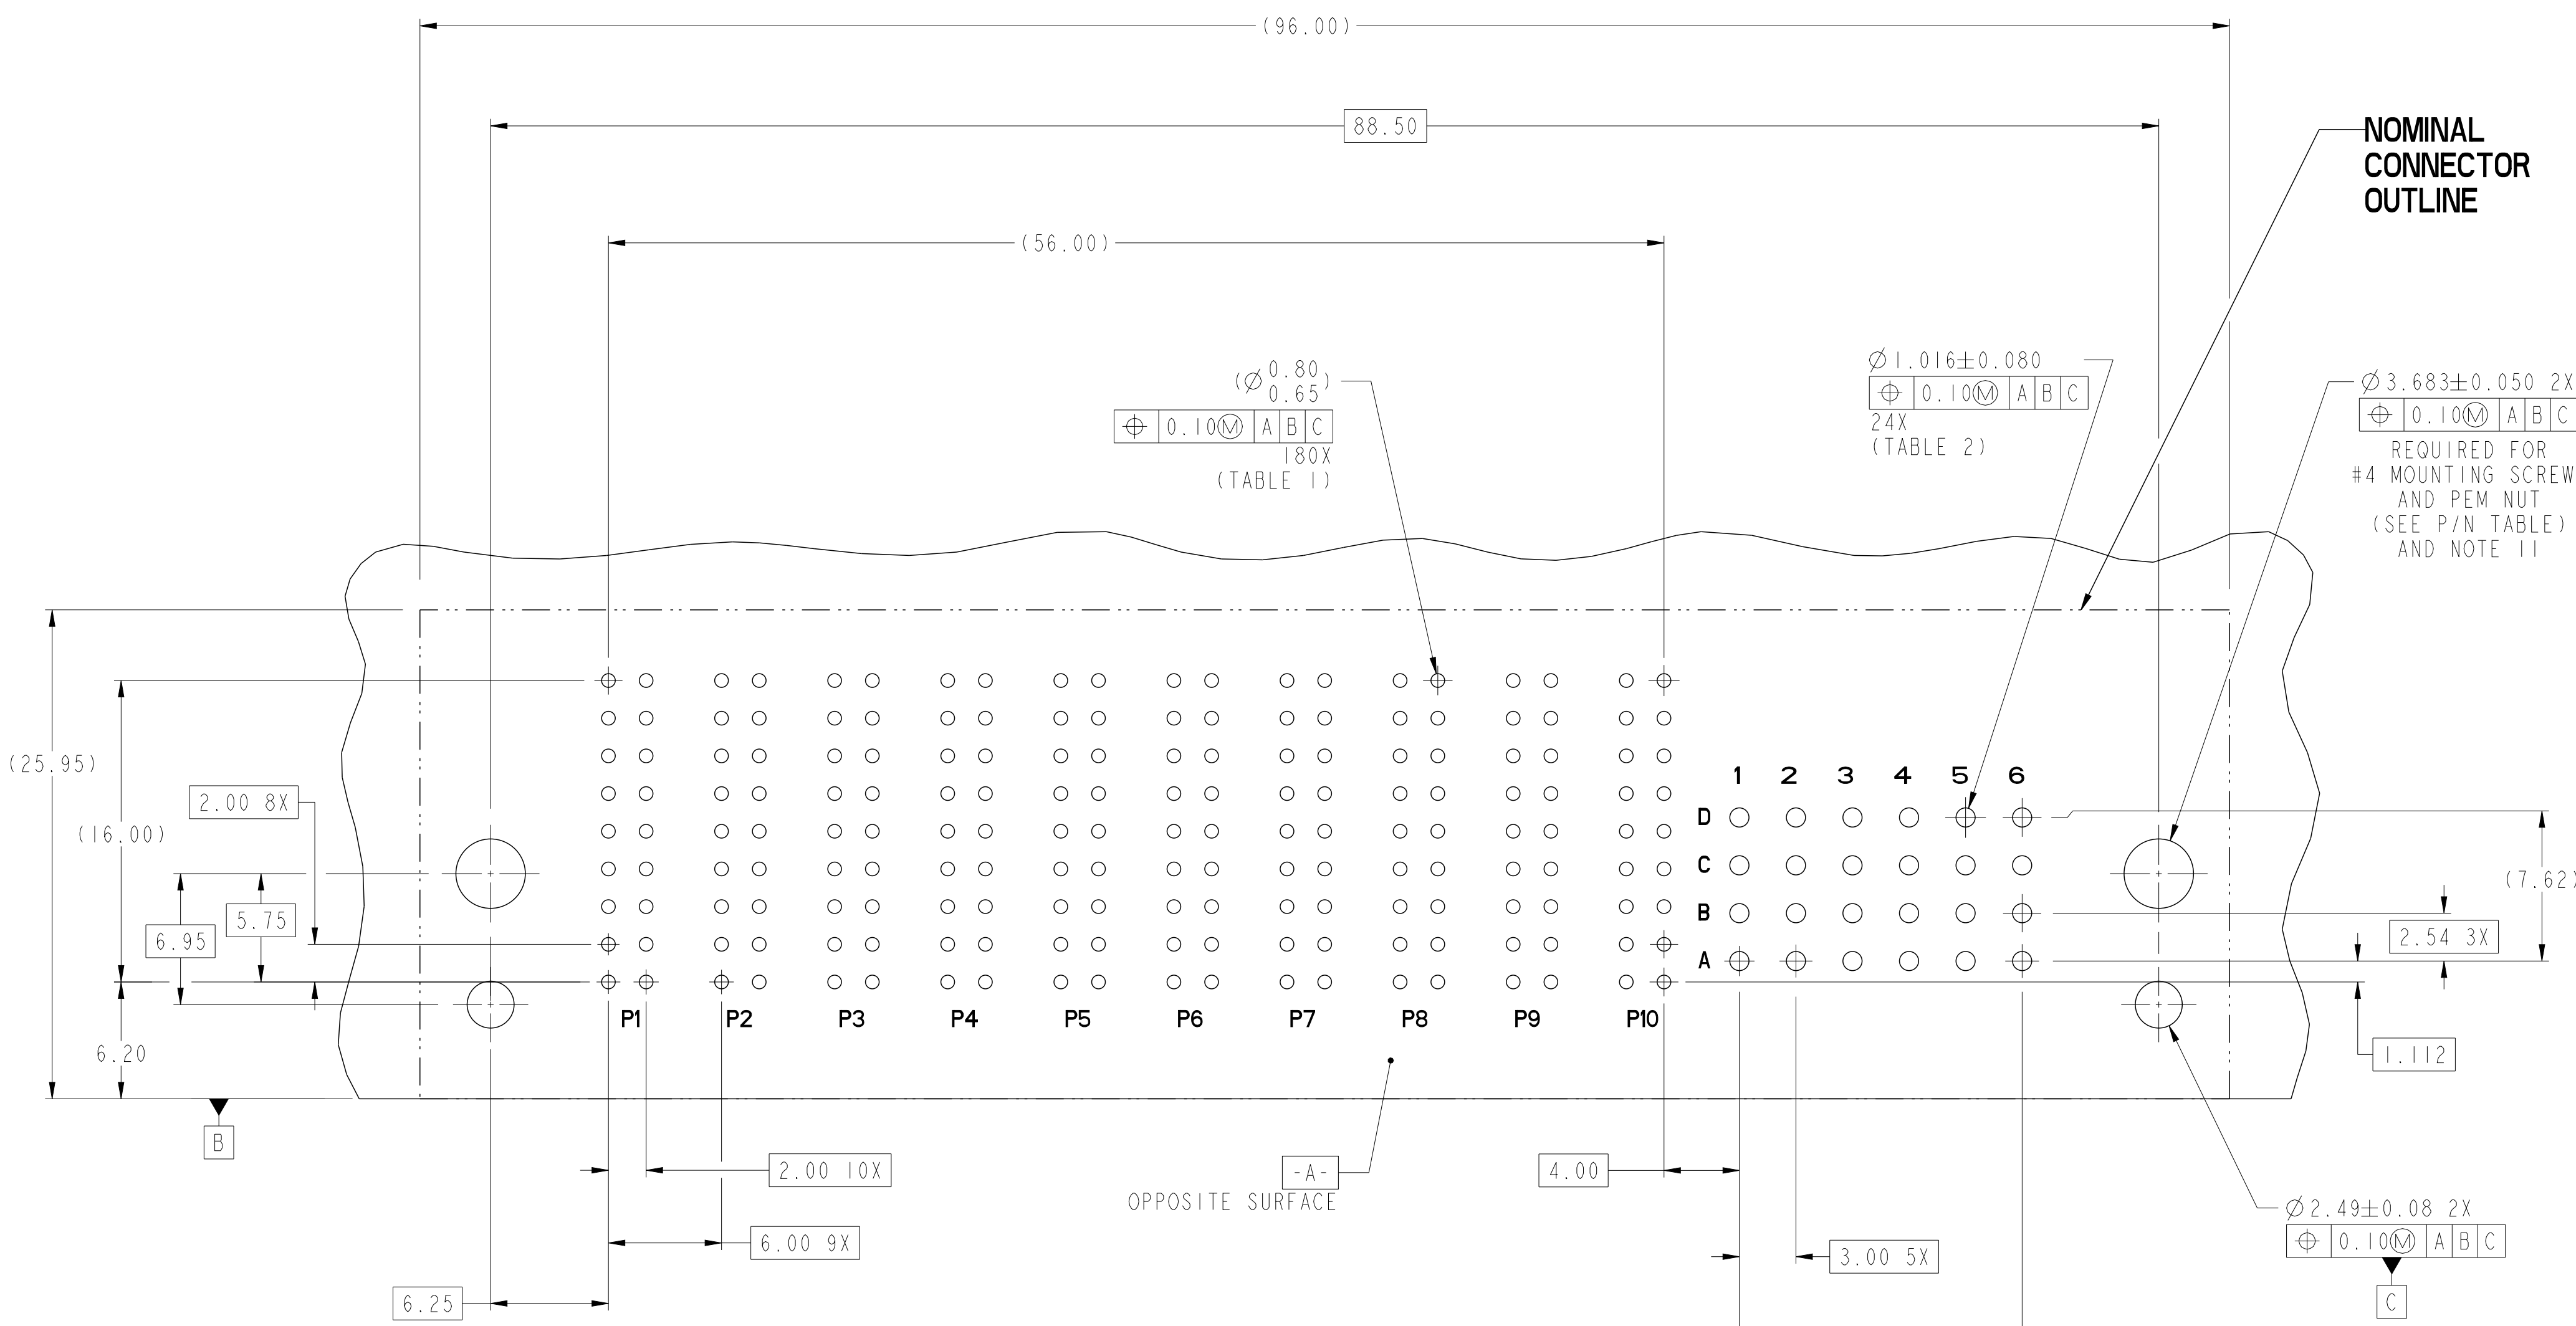 (96.00)
88.50
NOMINAL
CONNECTOR
OUTLINE
(56.00)
(Ø 0.80
0.65)
⌖ 0.10Ⓜ A B C
180X
(TABLE 1)
Ø1.016±0.080
⌖ 0.10Ⓜ A B C
24X
(TABLE 2)
Ø3.683±0.050 2X
⌖ 0.10Ⓜ A B C
REQUIRED FOR
#4 MOUNTING SCREW
AND PEM NUT
(SEE P/N TABLE)
AND NOTE 11
(25.95)
2.00 8X
(16.00)
6.95
5.75
6.20
B
1 2 3 4 5 6
D
C
B
A
(7.62)
2.54 3X
1.112
P1 P2 P3 P4 P5 P6 P7 P8 P9 P10
2.00 10X
6.00 9X
6.25
-A-
OPPOSITE SURFACE
4.00
3.00 5X
Ø2.49±0.08 2X
⌖ 0.10Ⓜ A B C
C